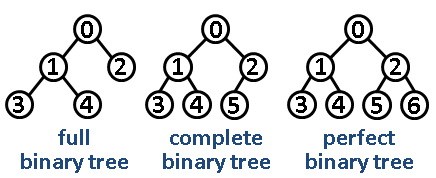 0 0 0
1 2 1 2 1 2
3 4 3 4 5 3 4 5 6
full complete perfect
binary tree binary tree binary tree